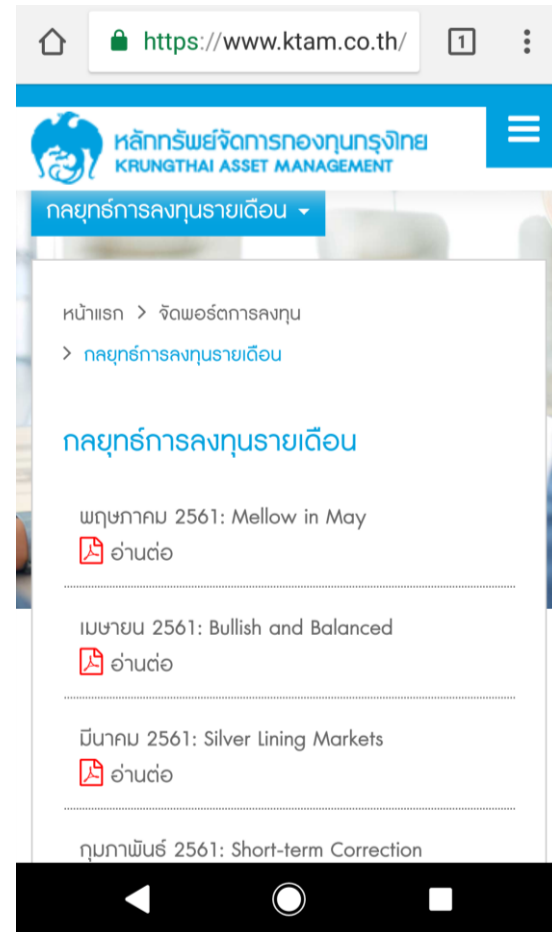 https://www.ktam.co.th/
1
หลักทรัพย์จัดการกองทุนกรุงไทย
KRUNGTHAI ASSET MANAGEMENT
กลยุทธ์การลงทุนรายเดือน
หน้าแรก > จัดพอร์ตการลงทุน
> กลยุทธ์การลงทุนรายเดือน
กลยุทธ์การลงทุนรายเดือน
พฤษภาคม 2561: Mellow in May
อ่านต่อ
เมษายน 2561: Bullish and Balanced
อ่านต่อ
มีนาคม 2561: Silver Lining Markets
อ่านต่อ
กุมภาพันธ์ 2561: Short-term Correction